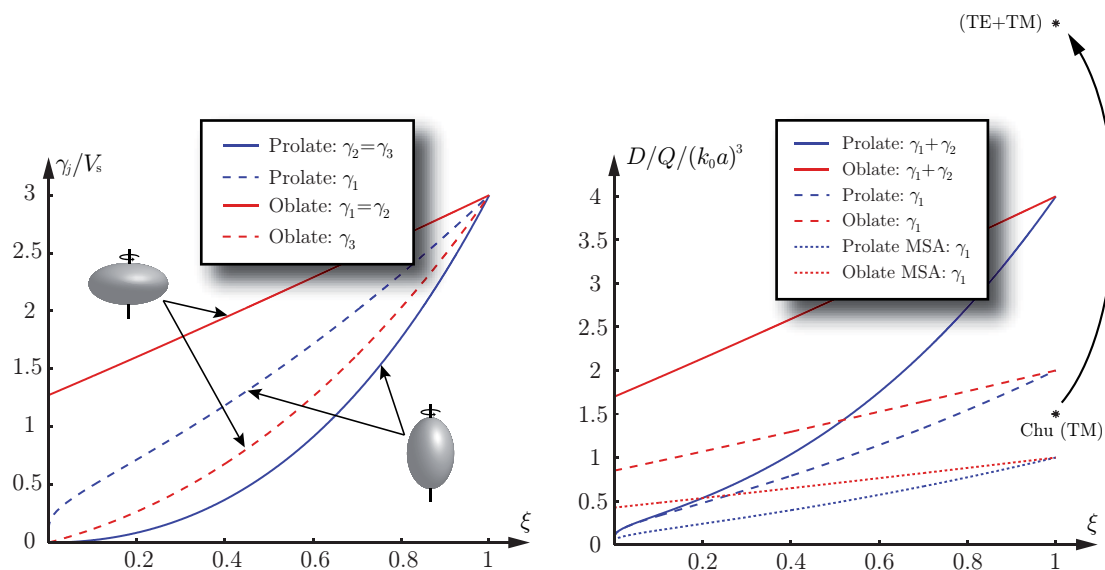 γⱼ/Vₛ
Prolate: γ₂=γ₃
Prolate: γ₁
Oblate: γ₁=γ₂
Oblate: γ₃
3
2.5
2
1.5
1
0.5
0
0.2
0.4
0.6
0.8
1
ξ
(TE+TM)
D/Q/(k₀a)³
Prolate: γ₁+γ₂
Oblate: γ₁+γ₂
Prolate: γ₁
Oblate: γ₁
Prolate MSA: γ₁
Oblate MSA: γ₁
4
3.5
3
2.5
2
1.5
1
0.5
0
Chu (TM)
0.2
0.4
0.6
0.8
1
ξ